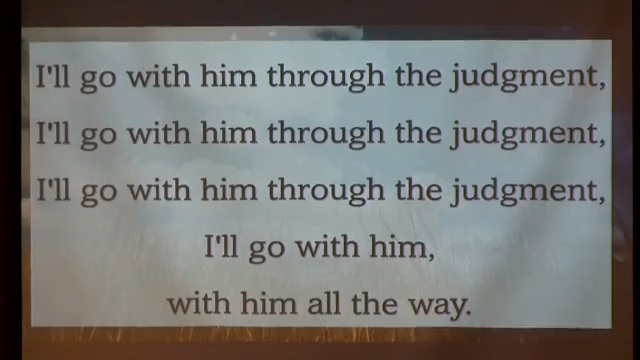 I'll go with him through the judgment,
I'll go with him through the judgment,
I'll go with him through the judgment,
I'll go with him,
with him all the way.